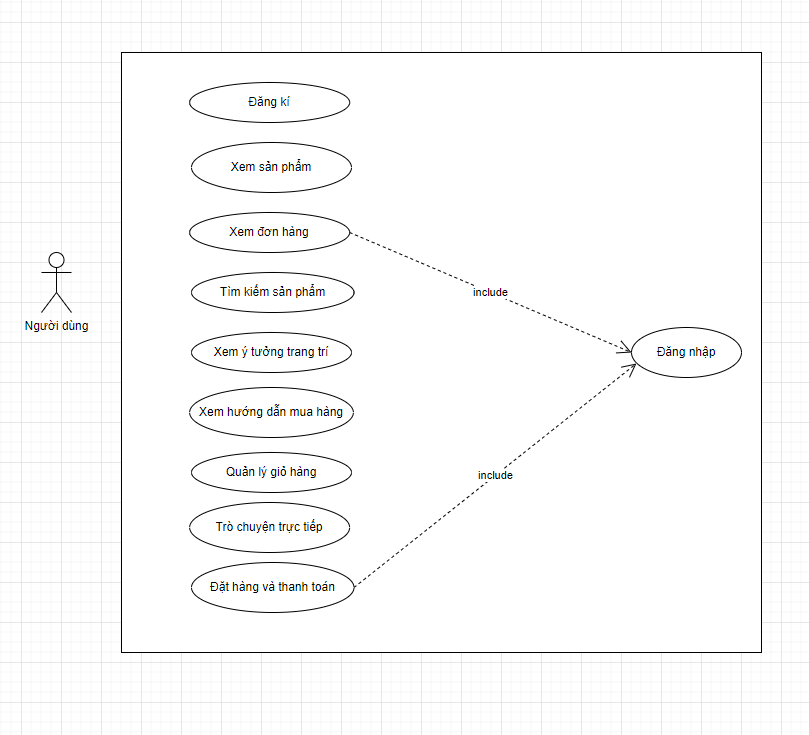 Đăng kí
Xem sản phẩm
Xem đơn hàng
Tìm kiếm sản phẩm
include
Người dùng
Xem ý tưởng trang trí
Đăng nhập
Xem hướng dẫn mua hàng
Quản lý giỏ hàng
include
Trò chuyện trực tiếp
Đặt hàng và thanh toán